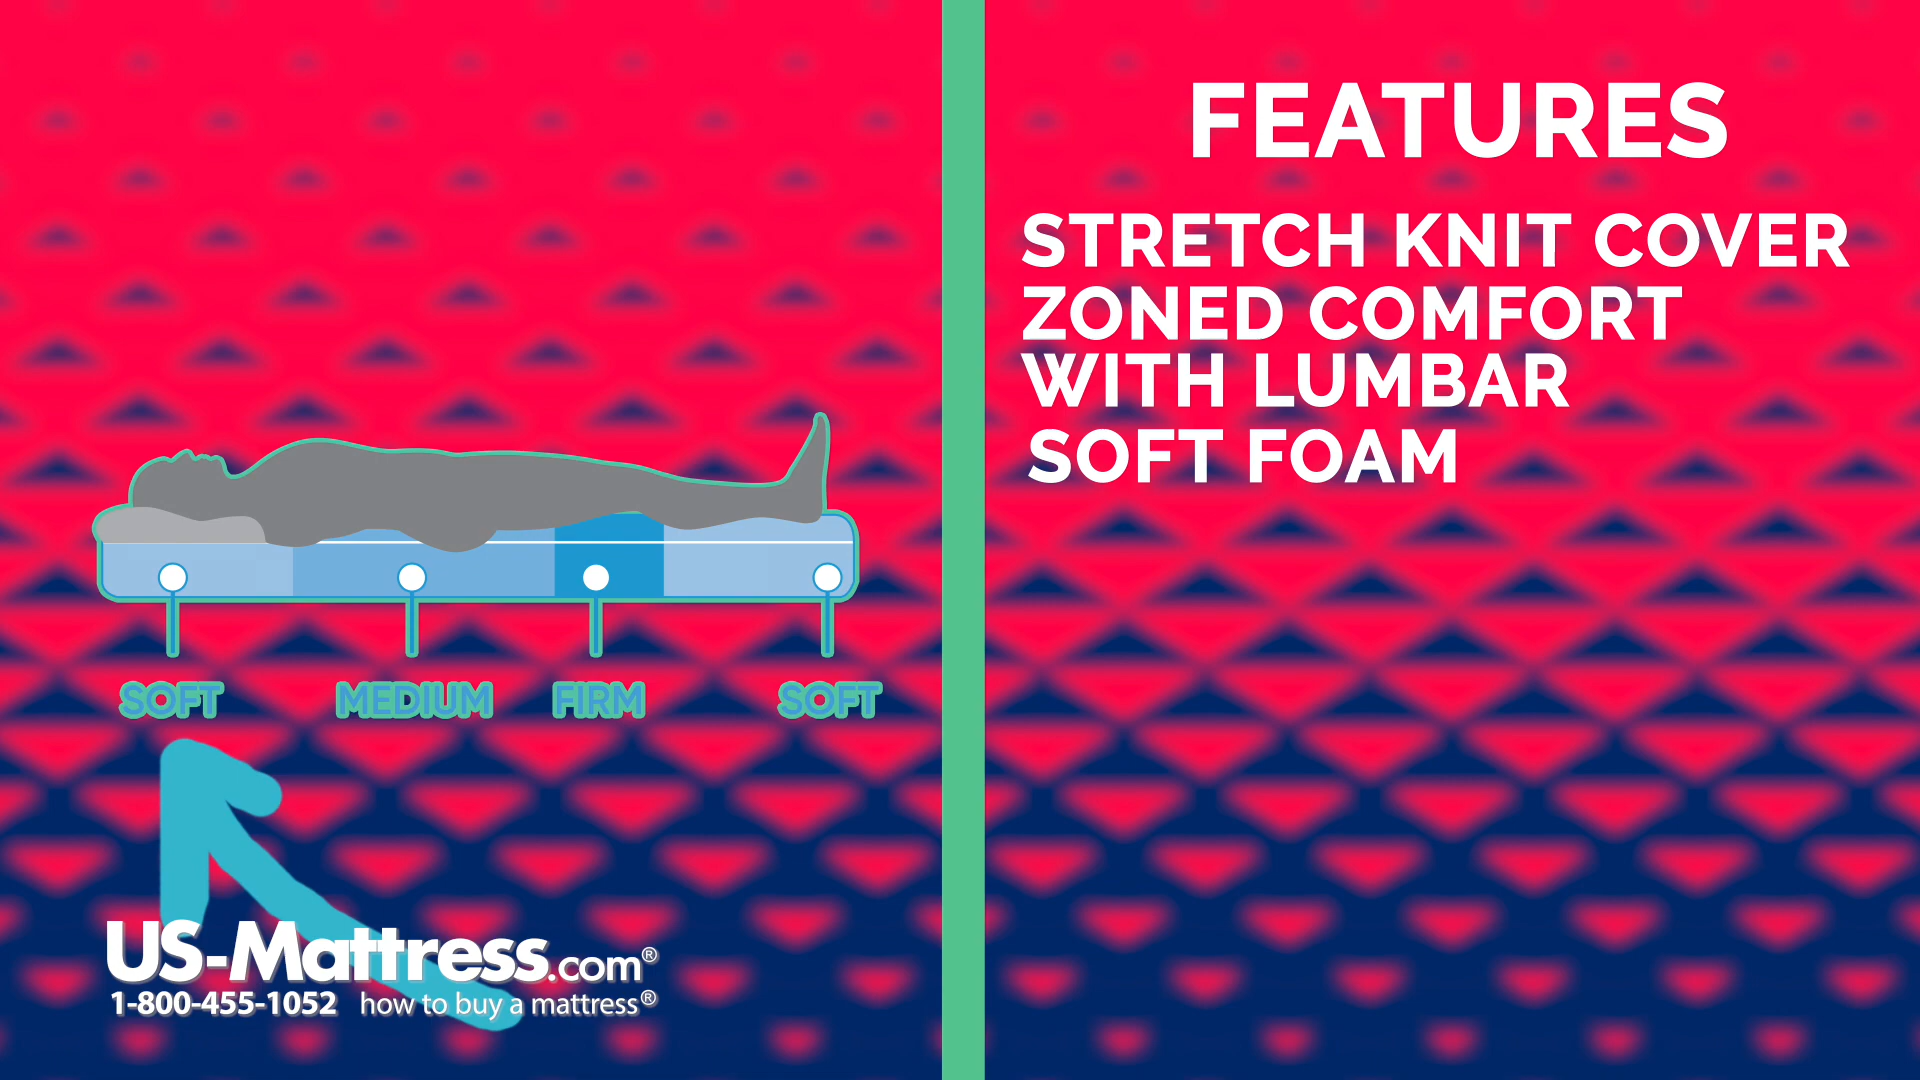 FEATURES
STRETCH KNIT COVER
ZONED COMFORT
WITH LUMBAR
SOFT FOAM
SOFT MEDIUM FIRM SOFT
US-Mattress.com®
1-800-455-1052 how to buy a mattress®